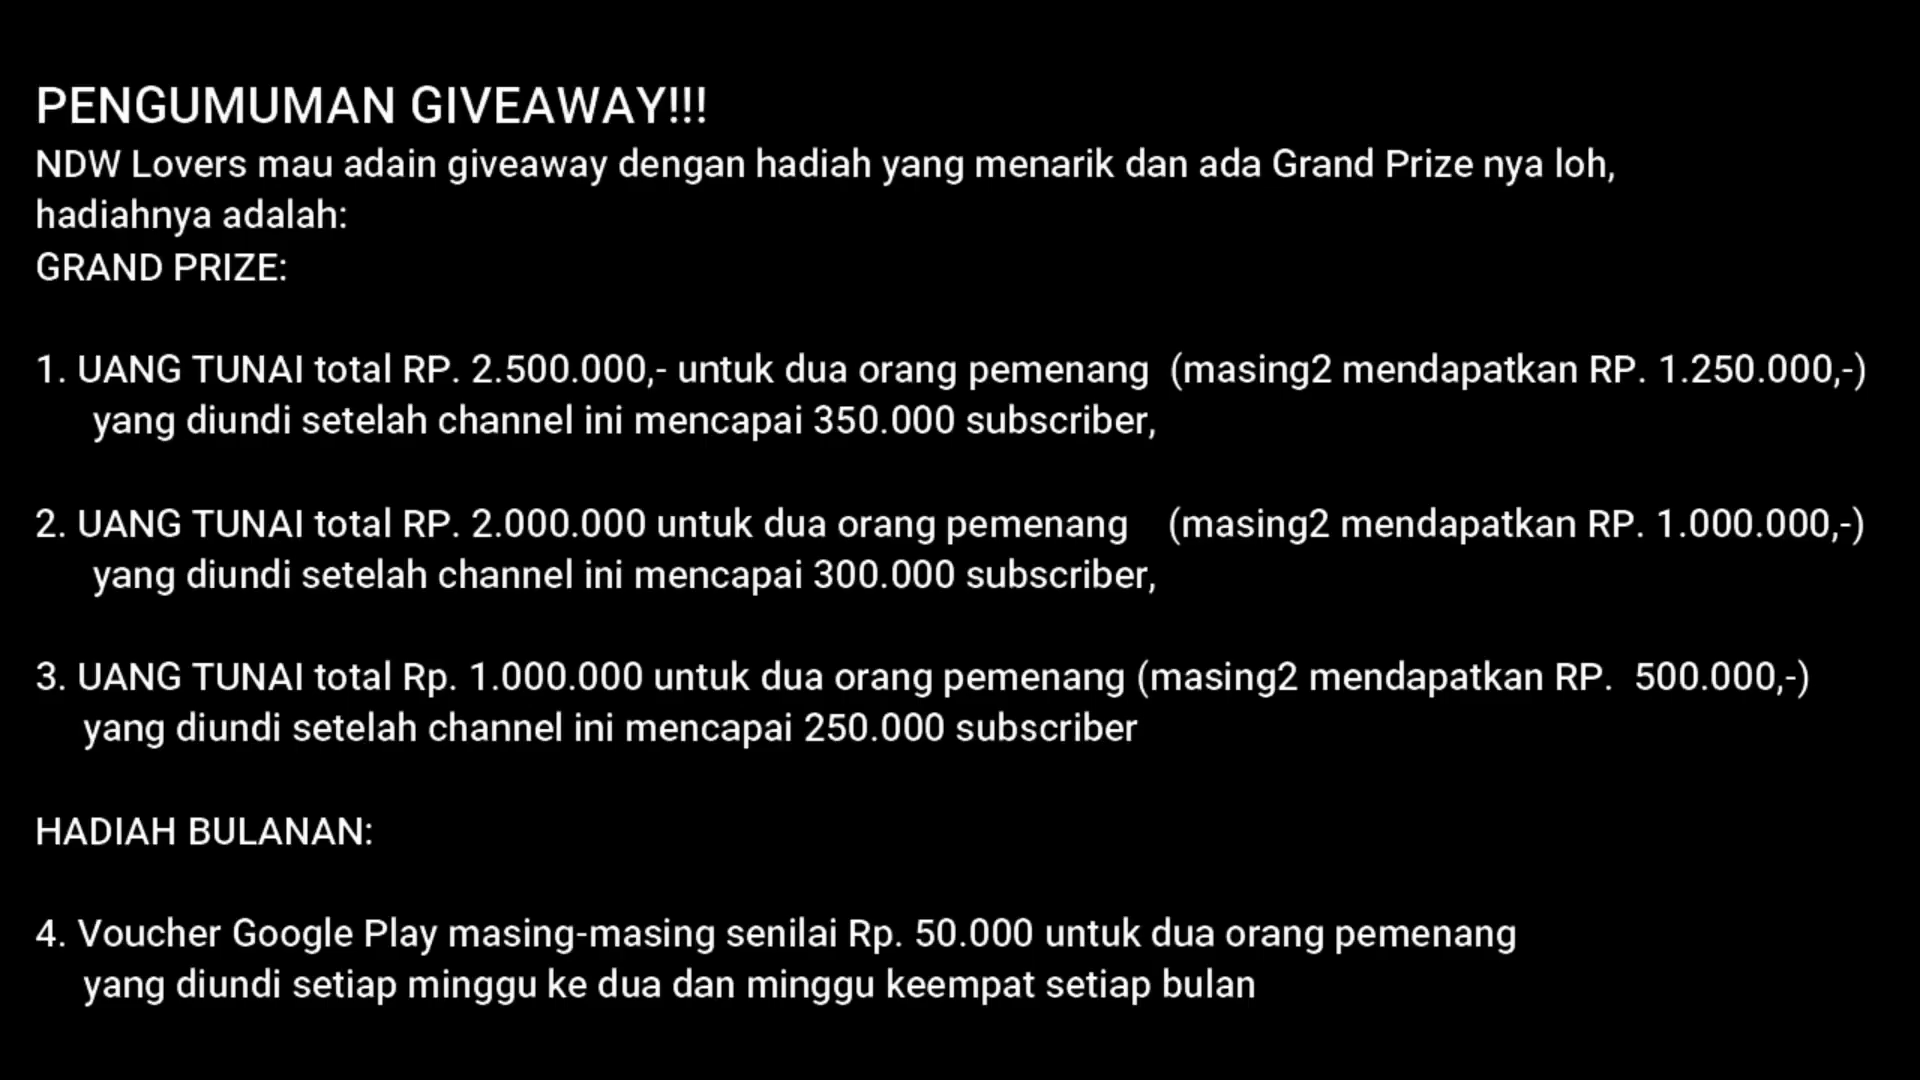 PENGUMUMAN GIVEAWAY!!!
NDW Lovers mau adain giveaway dengan hadiah yang menarik dan ada Grand Prize nya loh,
hadiahnya adalah:
GRAND PRIZE:
1. UANG TUNAI total RP. 2.500.000,- untuk dua orang pemenang (masing2 mendapatkan RP. 1.250.000,-)
yang diundi setelah channel ini mencapai 350.000 subscriber,
2. UANG TUNAI total RP. 2.000.000 untuk dua orang pemenang (masing2 mendapatkan RP. 1.000.000,-)
yang diundi setelah channel ini mencapai 300.000 subscriber,
3. UANG TUNAI total Rp. 1.000.000 untuk dua orang pemenang (masing2 mendapatkan RP. 500.000,-)
yang diundi setelah channel ini mencapai 250.000 subscriber
HADIAH BULANAN:
4. Voucher Google Play masing-masing senilai Rp. 50.000 untuk dua orang pemenang
yang diundi setiap minggu ke dua dan minggu keempat setiap bulan